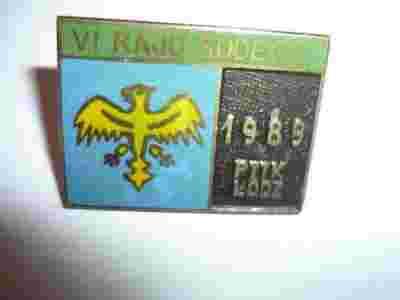 VI RAJD SUDE
1989
PTTK
ŁÓDŹ